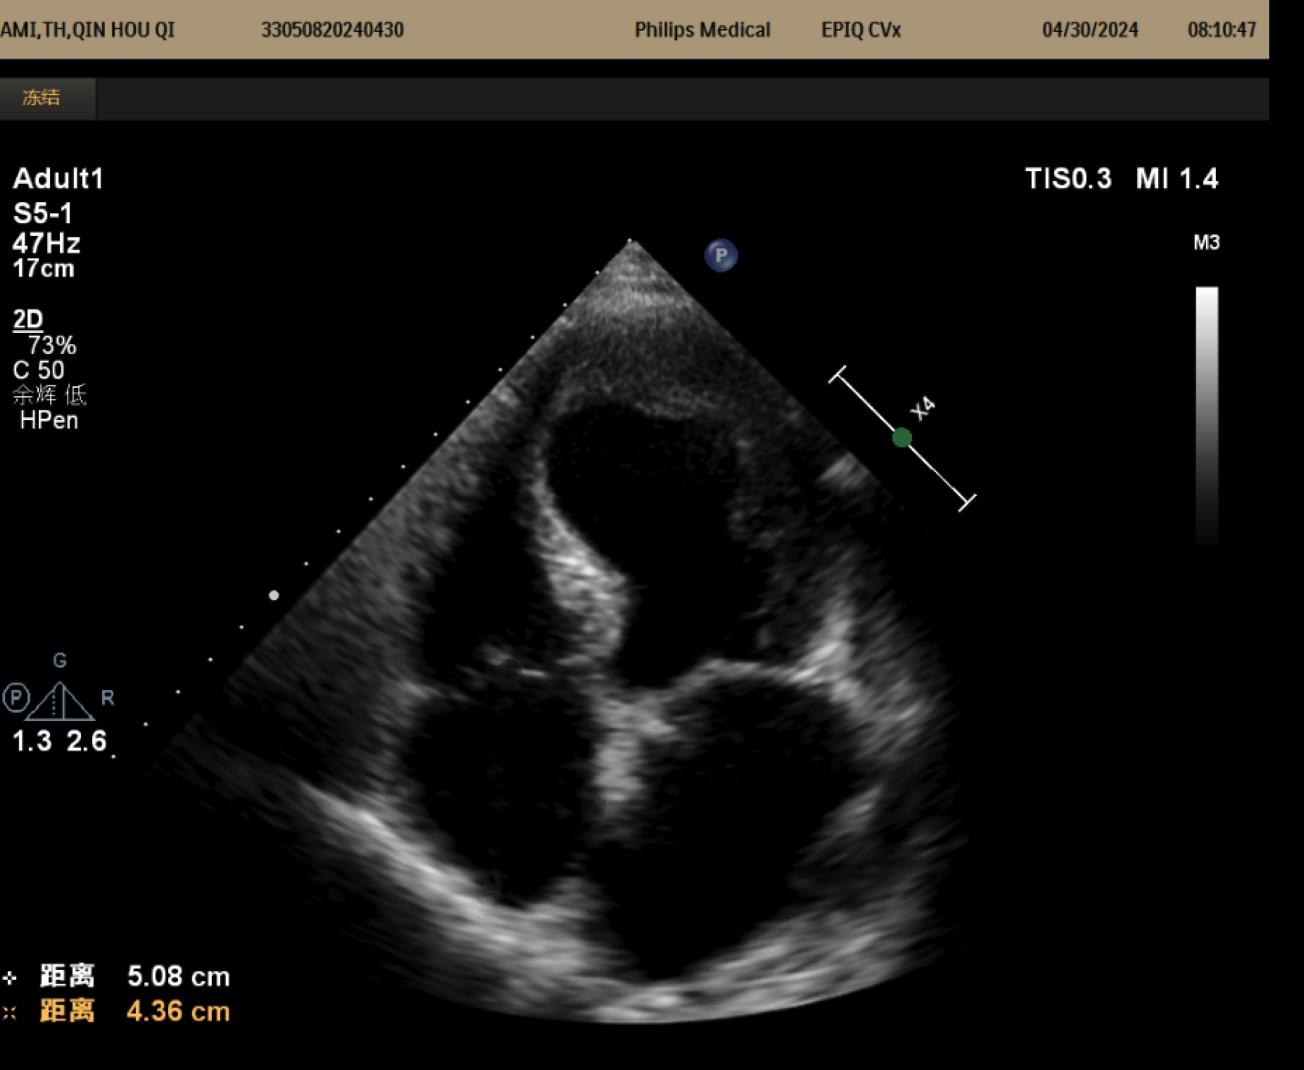 AMI,TH,QIN HOU QI 3305082024043​0 Philips Medical EPIQ CVx 04/30/2024 08:10:47
冻结
Adult1 TIS0.3 MI 1.4
S5-1
47Hz M3
17cm
2D
73%
C 50
余辉 低
HPen
X4
P
G
P R
1.3 2.6
距离 5.08 cm
距离 4.36 cm